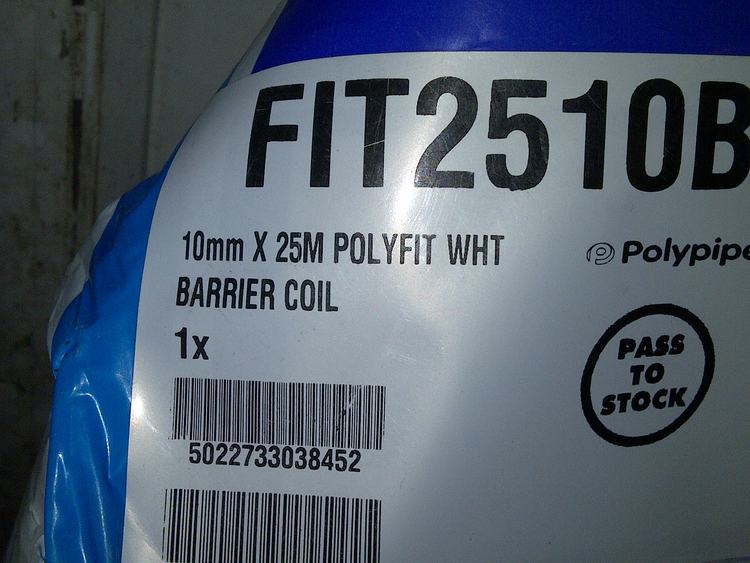 FIT2510B
10mm X 25M POLYFIT WHT
BARRIER COIL
1x
Polypipe
PASS
TO
STOCK
5022733038452